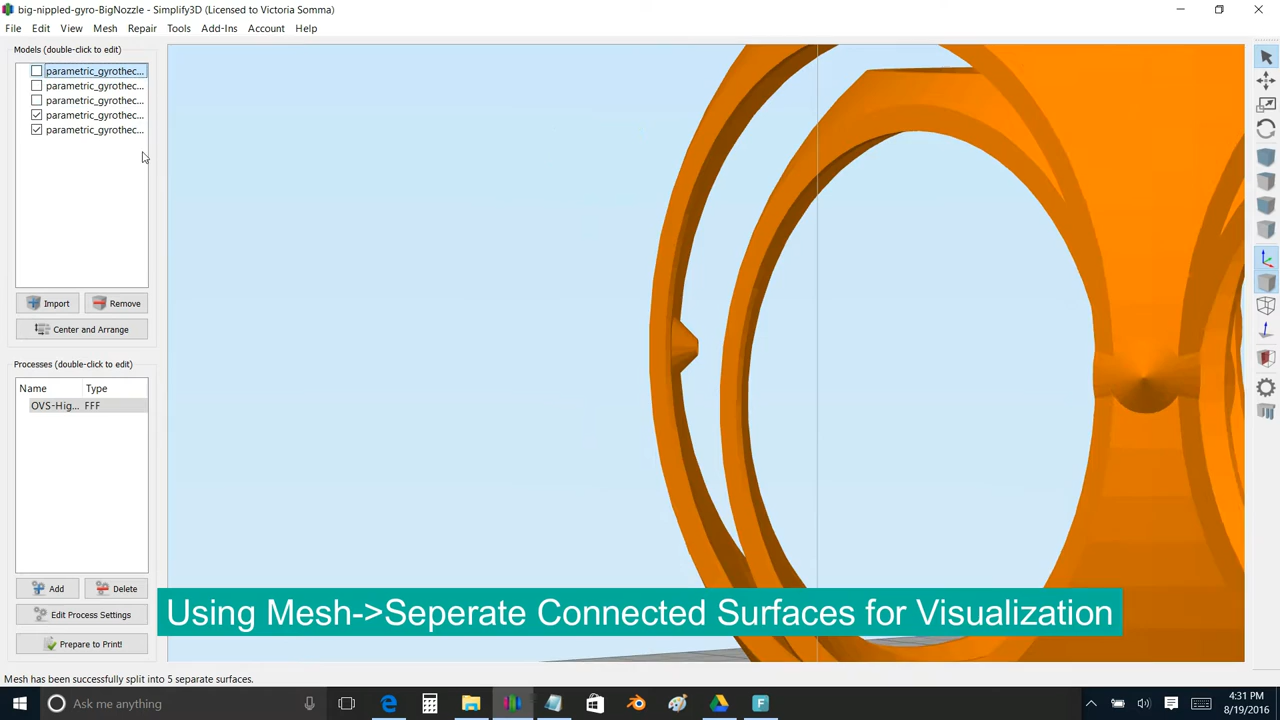 big-nippled-gyro-BigNozzle - Simplify3D (Licensed to Victoria Somma)
File Edit View Mesh Repair Tools Add-Ins Account Help
Models (double-click to edit)
parametric_gyrothec...
parametric_gyrothec...
parametric_gyrothec...
parametric_gyrothec...
parametric_gyrothec...
Import Remove
Center and Arrange
Processes (double-click to edit)
Name Type
OVS-Hig... FFF
Add Delete
Edit Process Settings
Using Mesh->Seperate Connected Surfaces for Visualization
Prepare to Print!
Mesh has been successfully split into 5 separate surfaces.
Ask me anything
4:31 PM
8/19/2016